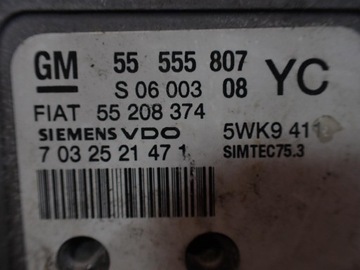 GM 55 555 807 YC
S 06 003 08
FIAT 55 208 374
SIEMENS VDO 5WK9 411
7 03 25 21 47 1 SIMTEC75.3